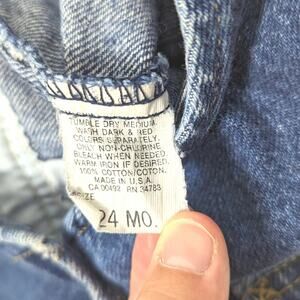 TUMBLE DRY MEDIUM.
WASH DARK & RED
COLORS SEPARATELY.
ONLY NON-CHLORINE
BLEACH WHEN NEEDED.
WARM IRON IF DESIRED.
100% COTTON/COTON.
MADE IN U.S.A.
CA 00492 RN 34783
SIZE
24 MO.